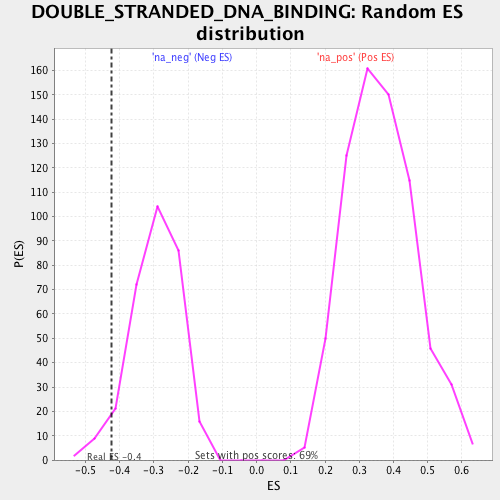 DOUBLE_STRANDED_DNA_BINDING: Random ES
distribution
'na_neg' (Neg ES)
'na_pos' (Pos ES)
160
150
140
130
120
110
100
90
80
70
60
50
40
30
20
10
0
P(ES)
Real ES -0.4
Sets with pos scores: 69%
-0.5 -0.4 -0.3 -0.2 -0.1 0.0 0.1 0.2 0.3 0.4 0.5 0.6
ES